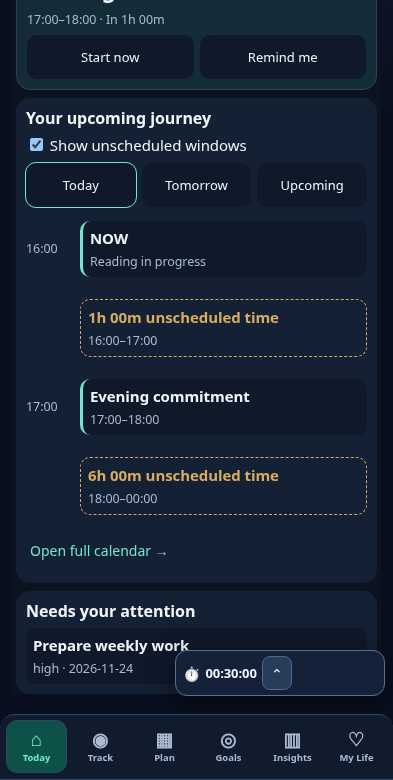 17:00–18:00 · In 1h 00m
Start now
Remind me
Your upcoming journey
Show unscheduled windows
Today
Tomorrow
Upcoming
16:00
NOW
Reading in progress
1h 00m unscheduled time
16:00–17:00
17:00
Evening commitment
17:00–18:00
6h 00m unscheduled time
18:00–00:00
Open full calendar →
Needs your attention
Prepare weekly work
high · 2026-11-24
00:30:00
Today
Track
Plan
Goals
Insights
My Life